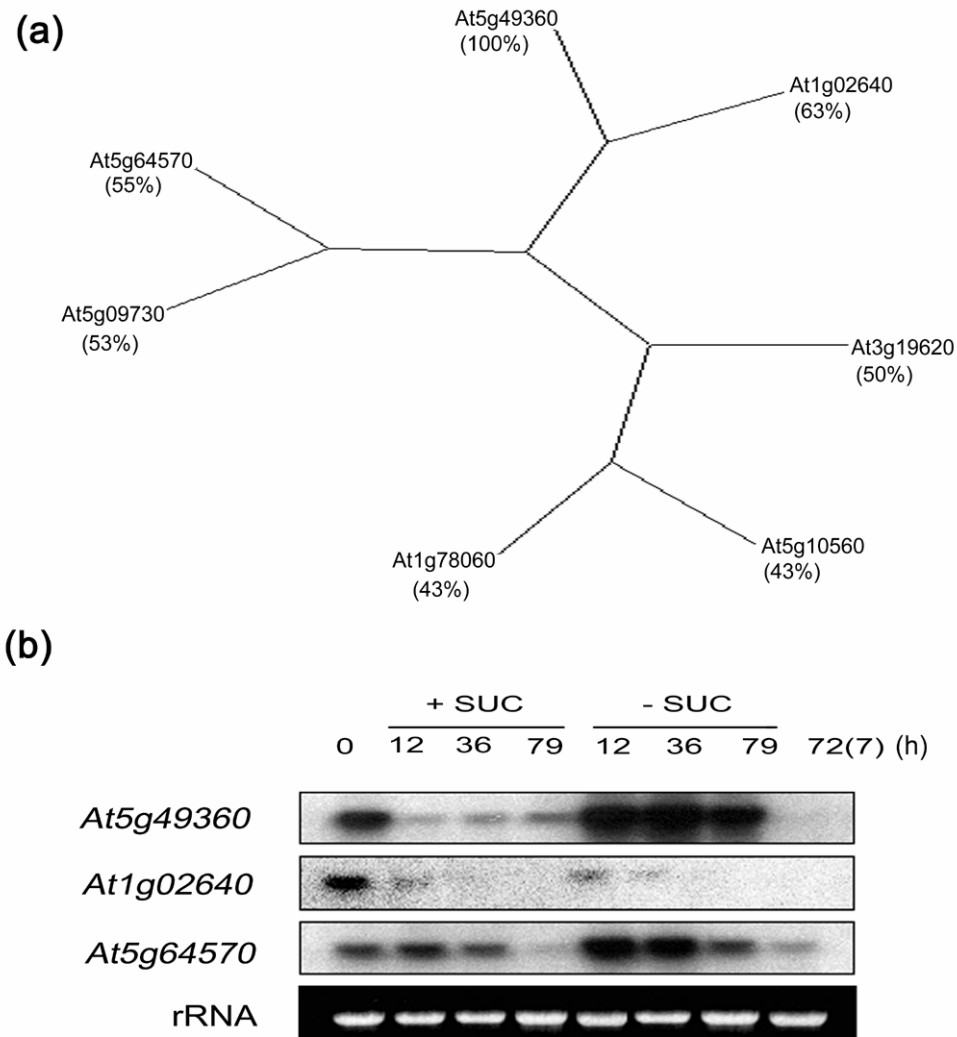 (a)
At5g49360
(100%)
At1g02640
(63%)
At5g64570
(55%)
At5g09730
(53%)
At3g19620
(50%)
At1g78060
(43%)
At5g10560
(43%)
(b)
+ SUC - SUC
0 12 36 79 12 36 79 72(7) (h)
At5g49360
At1g02640
At5g64570
rRNA